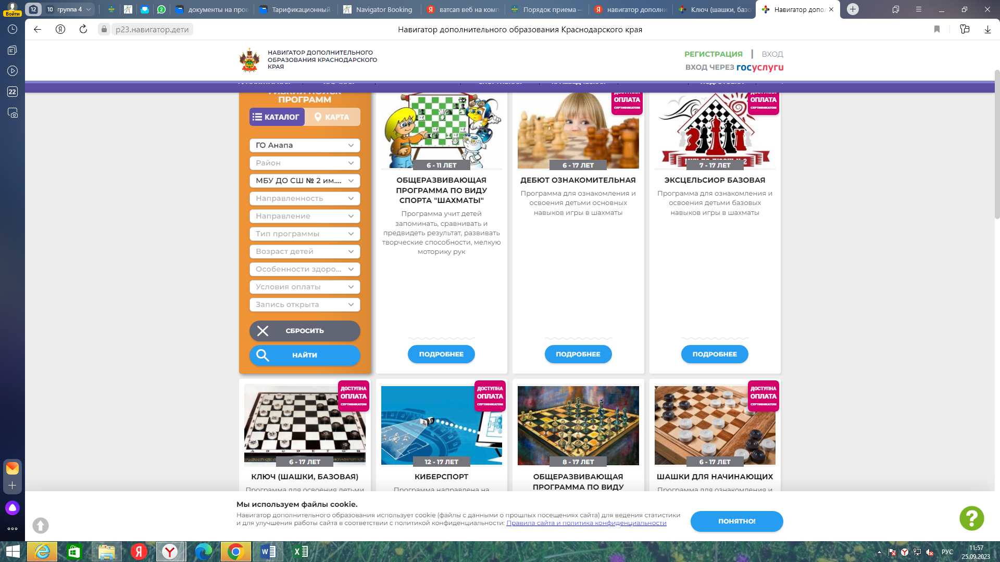 Войти
12
10 группа 4
2
документы на пров
Тарификационный
Navigator Booking
ватсап веб на комп
Порядок приема —
навигатор дополни
Ключ (шашки, базо
Навигатор допо
р23.навигатор.дети
Навигатор дополнительного образования Краснодарского края
22
НАВИГАТОР ДОПОЛНИТЕЛЬНОГО
ОБРАЗОВАНИЯ КРАСНОДАРСКОГО
КРАЯ
РЕГИСТРАЦИЯ | ВХОД
ВХОД ЧЕРЕЗ госуслуги
ПРОГРАММ
КАТАЛОГ
КАРТА
ГО Анапа
Район
МБУ ДО СШ № 2 им....
Направленность
Направление
Тип программы
Возраст детей
Особенности здоро...
Условия оплаты
Запись открыта
СБРОСИТЬ
НАЙТИ
6 - 11 ЛЕТ
ОБЩЕРАЗВИВАЮЩАЯ
ПРОГРАММА ПО ВИДУ
СПОРТА "ШАХМАТЫ"
Программа учит детей
запоминать, сравнивать и
предвидеть результат, развивать
творческие способности, мелкую
моторику рук
ПОДРОБНЕЕ
ОПЛАТА
СЕРТИФИКАТОМ
6 - 17 ЛЕТ
ДЕБЮТ ОЗНАКОМИТЕЛЬНАЯ
Программа для ознакомления и
освоения детьми основных
навыков игры в шахматы
ПОДРОБНЕЕ
ОПЛАТА
СЕРТИФИКАТОМ
7 - 17 ЛЕТ
ЭКСЦЕЛЬСИОР БАЗОВАЯ
Программа для ознакомления и
освоения детьми базовых
навыков игры в шахматы
ПОДРОБНЕЕ
ДОСТУПНА
ОПЛАТА
СЕРТИФИКАТОМ
6 - 17 ЛЕТ
КЛЮЧ (ШАШКИ, БАЗОВАЯ)
Программа для освоения детьми
ДОСТУПНА
ОПЛАТА
СЕРТИФИКАТОМ
12 - 17 ЛЕТ
КИБЕРСПОРТ
Программа направлена на
8 - 17 ЛЕТ
ОБЩЕРАЗВИВАЮЩАЯ
ПРОГРАММА ПО ВИДУ
ДОСТУПНА
ОПЛАТА
СЕРТИФИКАТОМ
6 - 17 ЛЕТ
ШАШКИ ДЛЯ НАЧИНАЮЩИХ
Программа для ознакомления и
Мы используем файлы cookie.
Навигатор дополнительного образования использует cookie (файлы с данными о прошлых посещениях сайта) для ведения статистики
и для улучшения работы сайта в соответствии с политикой конфиденциальности: Правила сайта и политика конфиденциальности
ПОНЯТНО!
?
РУС
11:57
25.09.2023